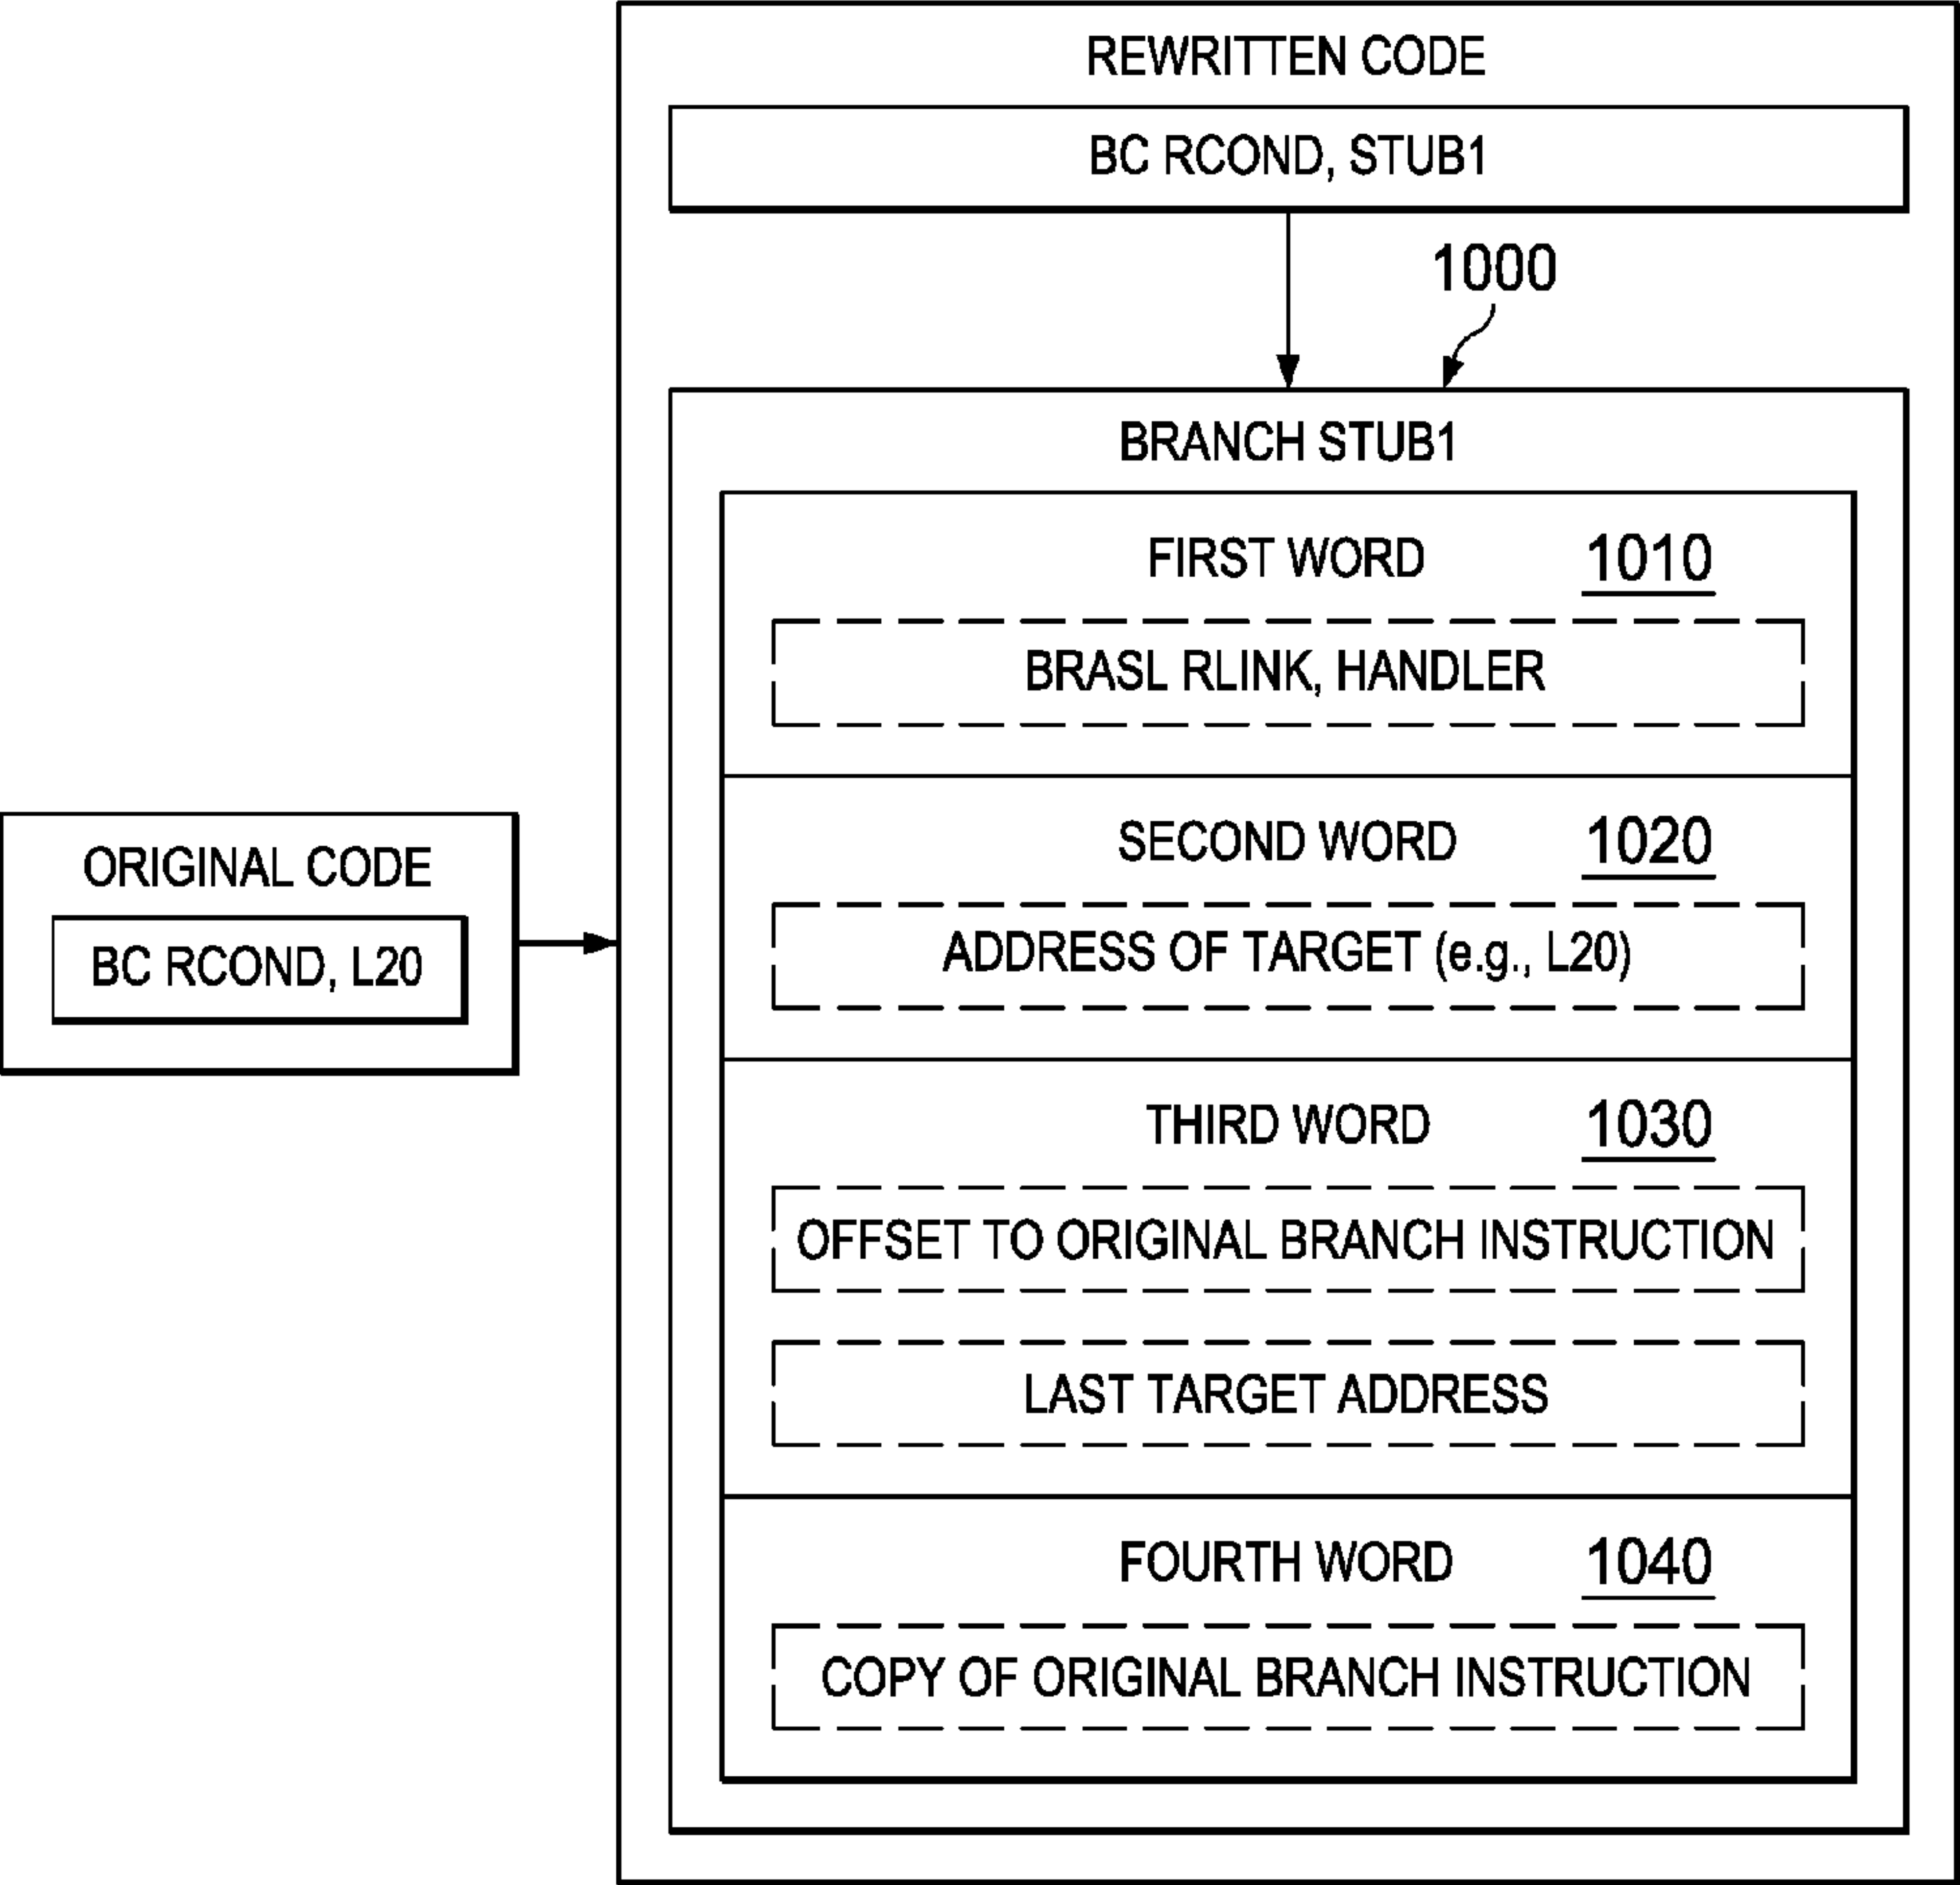 REWRITTEN CODE
BC RCOND, STUB1
1000
BRANCH STUB1
FIRST WORD 1010
BRASL RLINK, HANDLER
SECOND WORD 1020
ADDRESS OF TARGET (e.g., L20)
ORIGINAL CODE
BC RCOND, L20
THIRD WORD 1030
OFFSET TO ORIGINAL BRANCH INSTRUCTION
LAST TARGET ADDRESS
FOURTH WORD 1040
COPY OF ORIGINAL BRANCH INSTRUCTION